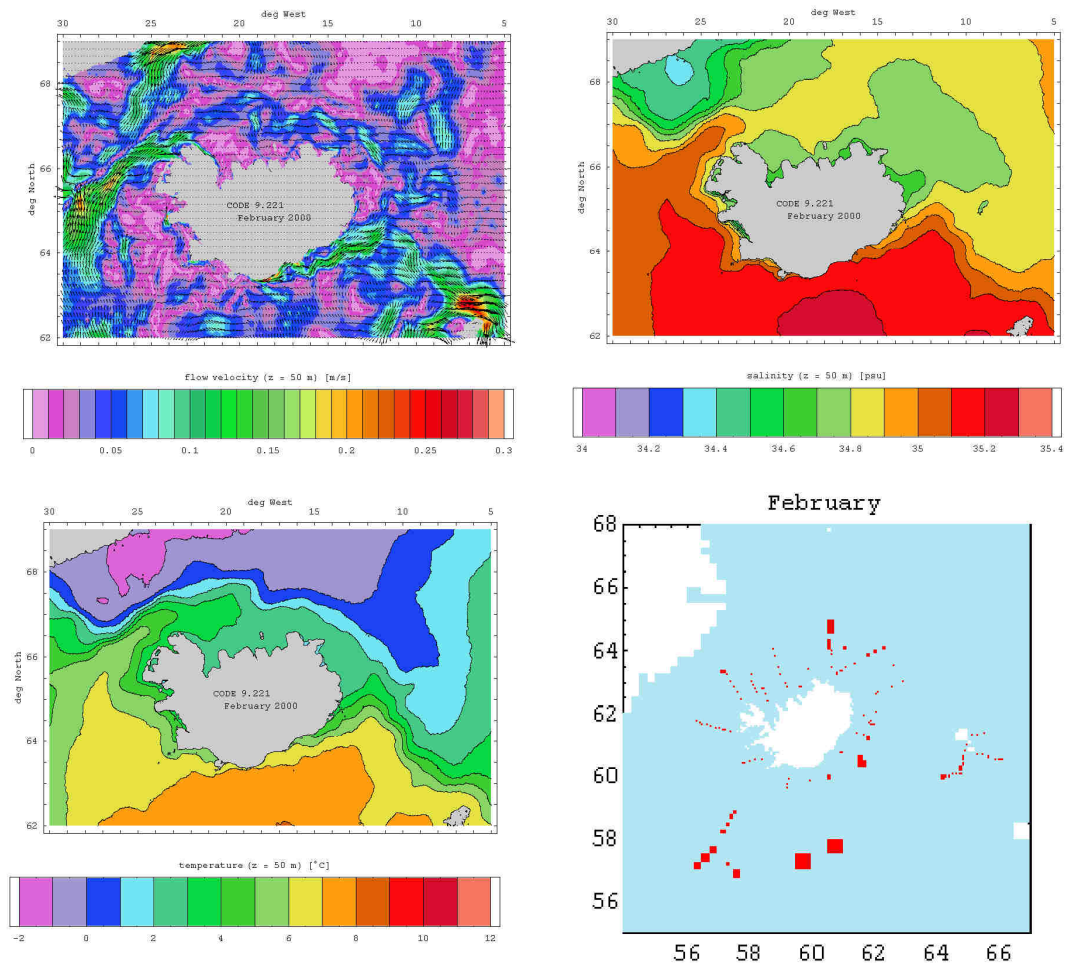 deg West
30 25 20 15 10 5
68
66
64
62
deg North
CODE 9.221
February 2000
flow velocity (z = 50 m) [m/s]
0 0.05 0.1 0.15 0.2 0.25 0.3
deg West
30 25 20 15 10 5
68
66
64
62
deg North
CODE 9.221
February 2000
salinity (z = 50 m) [psu]
34 34.2 34.4 34.6 34.8 35 35.2 35.4
deg West
30 25 20 15 10 5
68
66
64
62
deg North
CODE 9.221
February 2000
temperature (z = 50 m) [°C]
-2 0 2 4 6 8 10 12
February
68
66
64
62
60
58
56
56 58 60 62 64 66